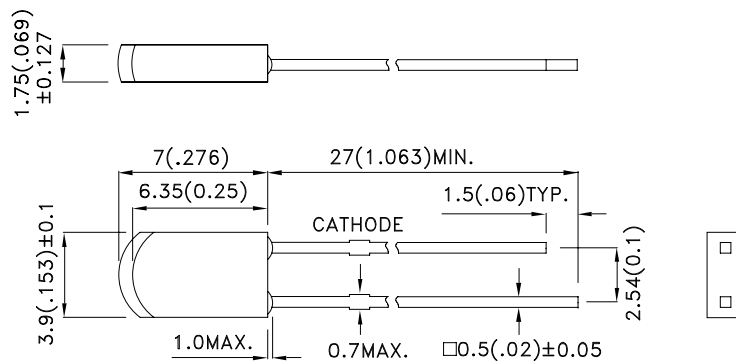 1.75(.069)
±0.127
7(.276)
27(1.063)MIN.
6.35(0.25)
1.5(.06)TYP.
CATHODE
3.9(.153)±0.1
2.54(0.1)
1.0MAX.
0.7MAX.
□0.5(.02)±0.05